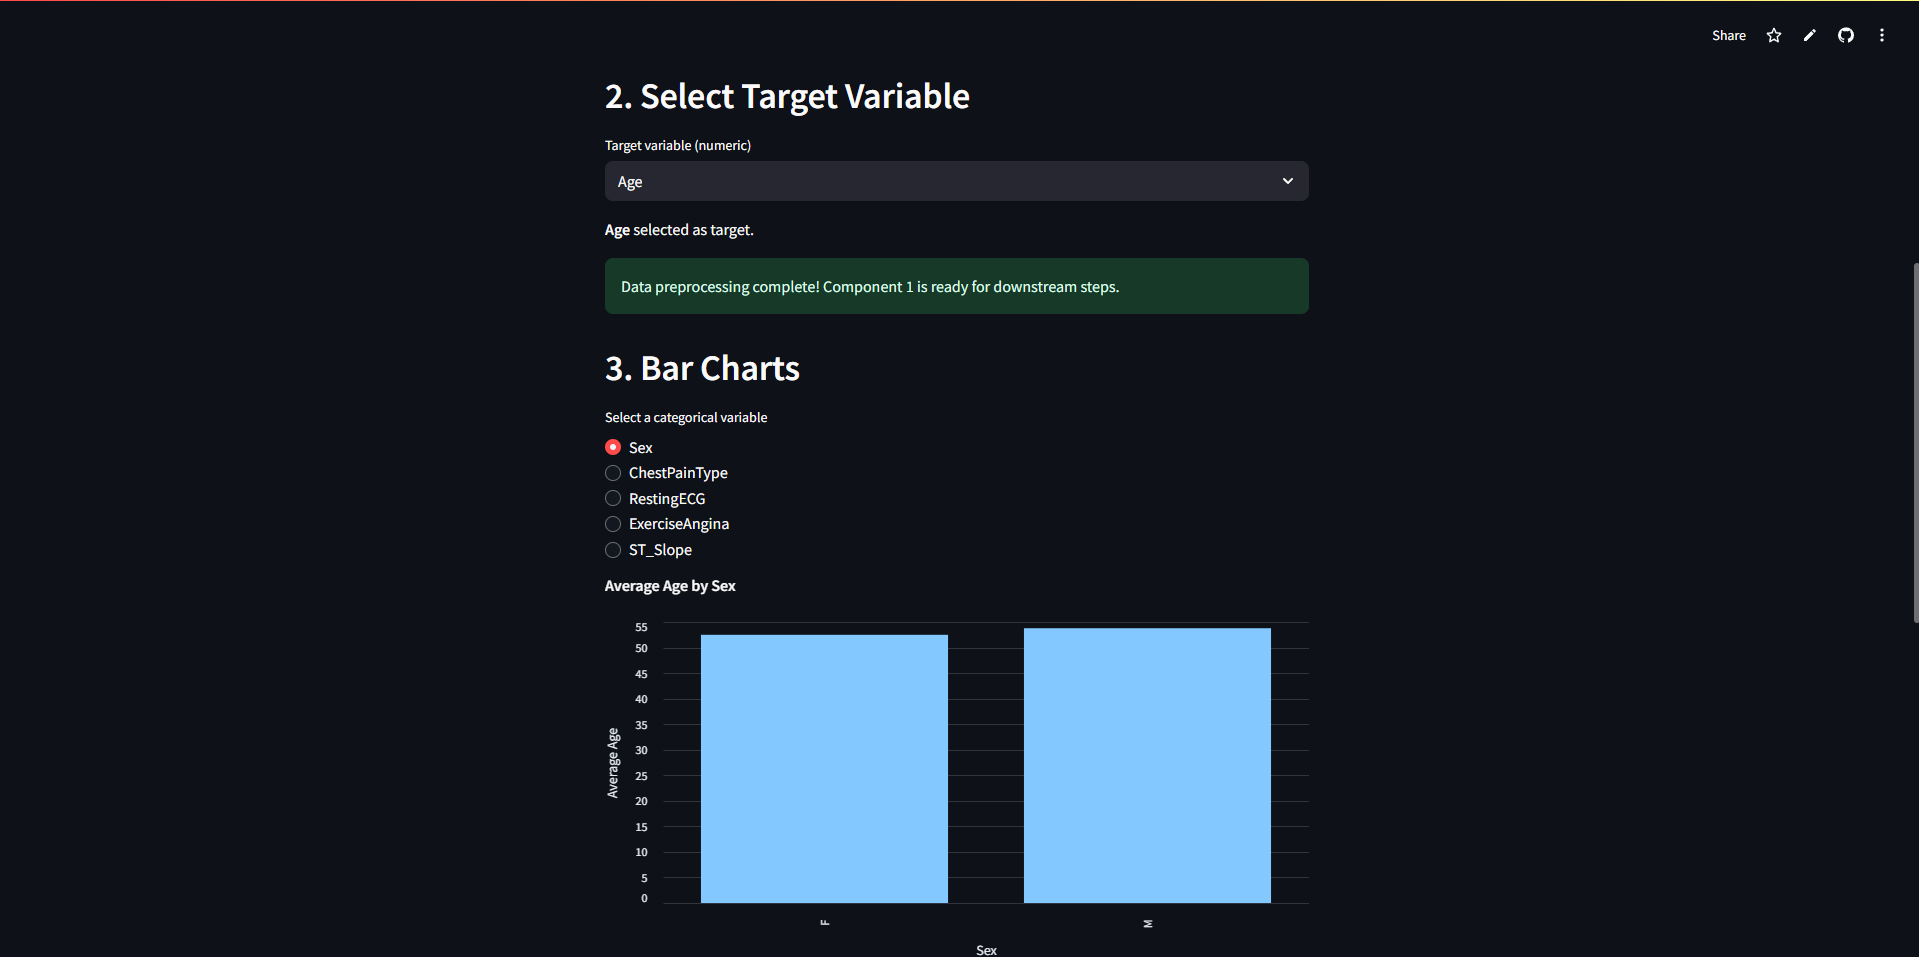 Share
2. Select Target Variable
Target variable (numeric)
Age
Age selected as target.
Data preprocessing complete! Component 1 is ready for downstream steps.
3. Bar Charts
Select a categorical variable
Sex
ChestPainType
RestingECG
ExerciseAngina
ST_Slope
Average Age by Sex
55
50
45
40
35
30
25
20
15
10
5
0
Average Age
F
M
Sex